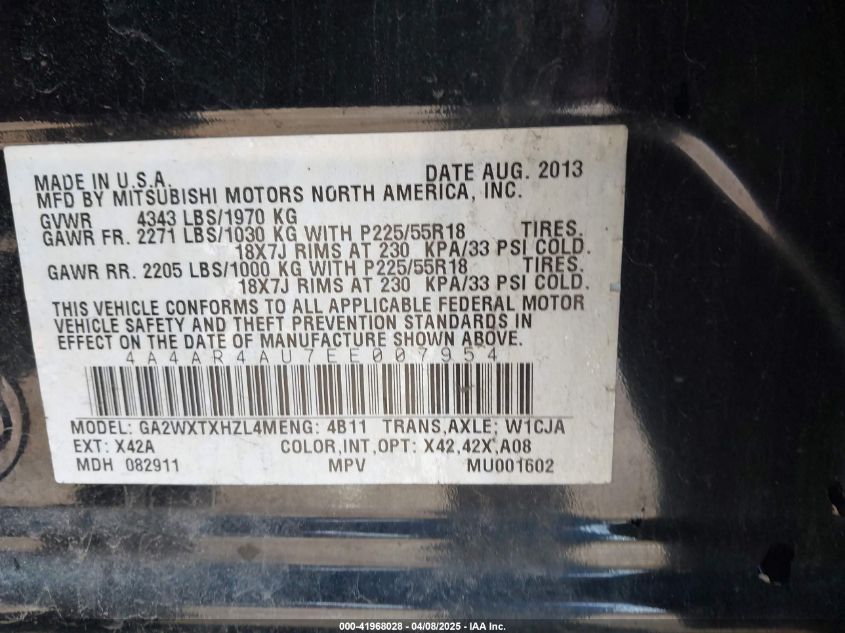 MADE IN U.S.A. DATE AUG. 2013
MFD BY MITSUBISHI MOTORS NORTH AMERICA, INC.
GVWR 4343 LBS/1970 KG
GAWR FR. 2271 LBS/1030 KG WITH P225/55R18 TIRES.
18X7J RIMS AT 230 KPA/33 PSI COLD.
GAWR RR. 2205 LBS/1000 KG WITH P225/55R18 TIRES.
18X7J RIMS AT 230 KPA/33 PSI COLD.
THIS VEHICLE CONFORMS TO ALL APPLICABLE FEDERAL MOTOR
VEHICLE SAFETY AND THEFT PREVENTION STANDARDS IN
EFFECT ON THE DATE OF MANUFACTURE SHOWN ABOVE.
4A4AR4AU7EE007954
MODEL: GA2WXTXHZL4MENG: 4B11 TRANS,AXLE; W1CJA
EXT: X42A COLOR,INT,OPT: X42,42X,A08
MDH 082911 MPV MU001602
000-41968028 - 04/08/2025 - IAA Inc.